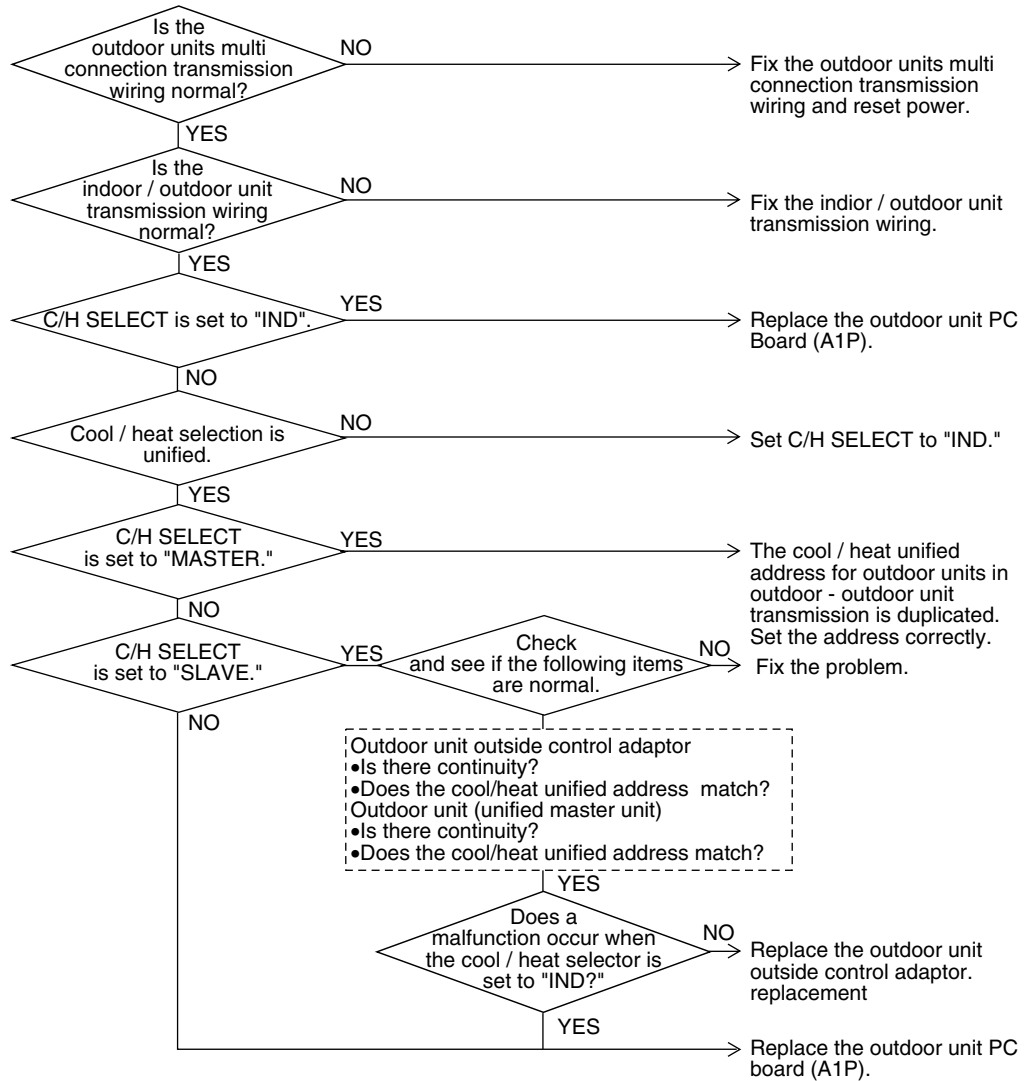 Is the
outdoor units multi
connection transmission
wiring normal?
NO
Fix the outdoor units multi
connection transmission
wiring and reset power.
YES
Is the
indoor / outdoor unit
transmission wiring
normal?
NO
Fix the indior / outdoor unit
transmission wiring.
YES
C/H SELECT is set to "IND".
YES
Replace the outdoor unit PC
Board (A1P).
NO
Cool / heat selection is
unified.
NO
Set C/H SELECT to "IND."
YES
C/H SELECT
is set to "MASTER."
YES
The cool / heat unified
address for outdoor units in
outdoor - outdoor unit
transmission is duplicated.
Set the address correctly.
NO
C/H SELECT
is set to "SLAVE."
YES
Check
and see if the following items
are normal.
NO
Fix the problem.
NO
Outdoor unit outside control adaptor
•Is there continuity?
•Does the cool/heat unified address match?
Outdoor unit (unified master unit)
•Is there continuity?
•Does the cool/heat unified address match?
YES
Does a
malfunction occur when
the cool / heat selector is
set to "IND?"
NO
Replace the outdoor unit
outside control adaptor.
replacement
YES
Replace the outdoor unit PC
board (A1P).